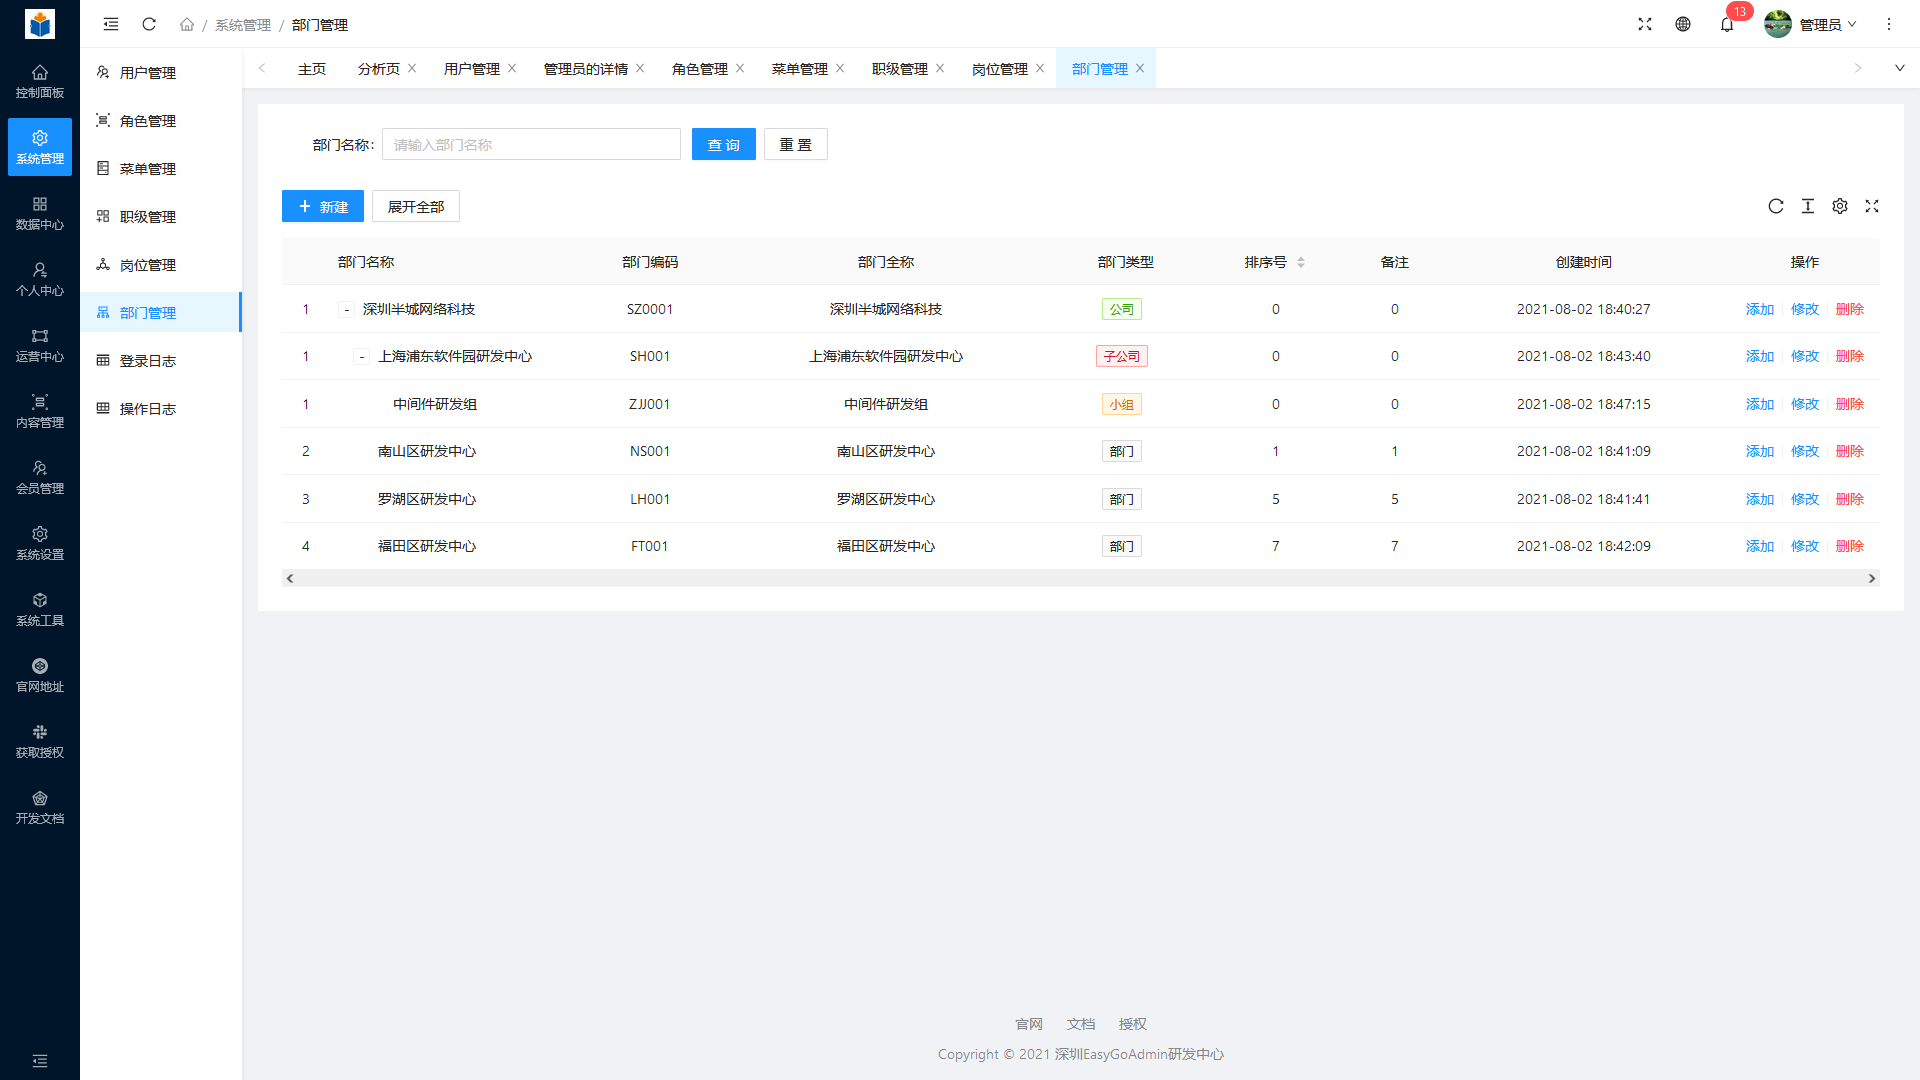 系统管理 / 部门管理
13
管理员
控制面板
系统管理
数据中心
个人中心
运营中心
内容管理
会员管理
系统设置
系统工具
官网地址
获取授权
开发文档
用户管理
角色管理
菜单管理
职级管理
岗位管理
部门管理
登录日志
操作日志
主页 分析页 用户管理 管理员的详情 角色管理 菜单管理 职级管理 岗位管理 部门管理
部门名称: 请输入部门名称 查 询 重 置
新建 展开全部
部门名称 部门编码 部门全称 部门类型 排序号 备注 创建时间 操作
1 - 深圳半城网络科技 SZ0001 深圳半城网络科技 公司 0 0 2021-08-02 18:40:27 添加 修改 删除
1 - 上海浦东软件园研发中心 SH001 上海浦东软件园研发中心 子公司 0 0 2021-08-02 18:43:40 添加 修改 删除
1 中间件研发组 ZJJ001 中间件研发组 小组 0 0 2021-08-02 18:47:15 添加 修改 删除
2 南山区研发中心 NS001 南山区研发中心 部门 1 1 2021-08-02 18:41:09 添加 修改 删除
3 罗湖区研发中心 LH001 罗湖区研发中心 部门 5 5 2021-08-02 18:41:41 添加 修改 删除
4 福田区研发中心 FT001 福田区研发中心 部门 7 7 2021-08-02 18:42:09 添加 修改 删除
官网 文档 授权
Copyright © 2021 深圳EasyGoAdmin研发中心